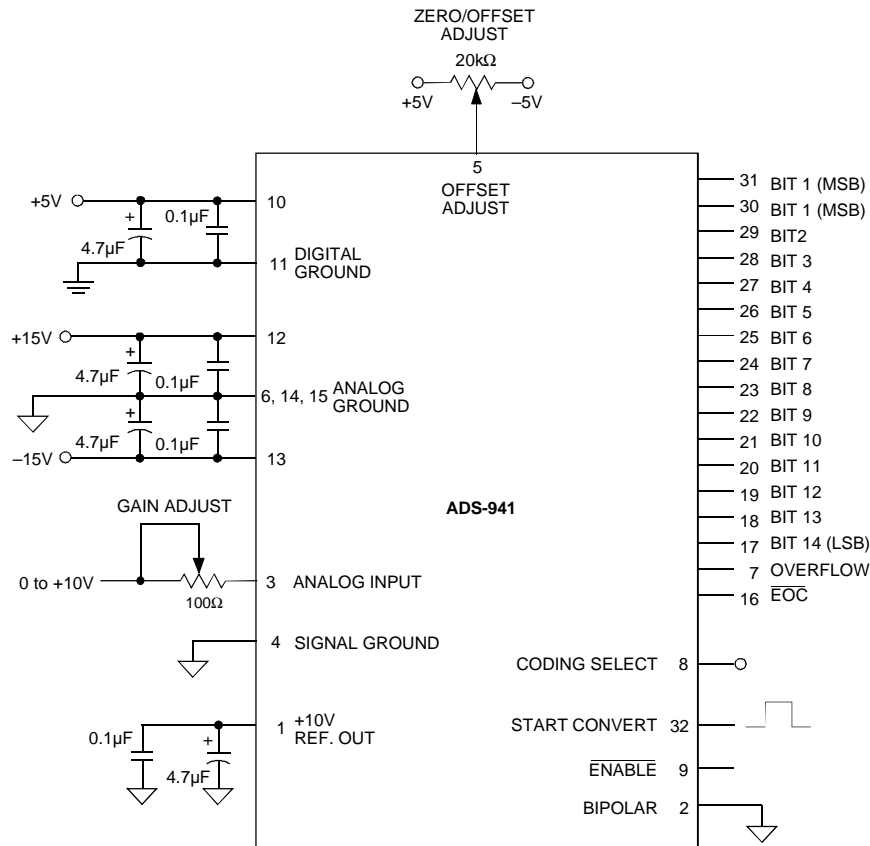 ZERO/OFFSET
ADJUST
20kΩ
+5V
–5V
5
OFFSET
ADJUST
+5V
+
4.7µF
0.1µF
10
11 DIGITAL
GROUND
+15V
+
4.7µF
0.1µF
12
6, 14, 15 ANALOG
GROUND
+
4.7µF
0.1µF
–15V
13
GAIN ADJUST
0 to +10V
100Ω
3 ANALOG INPUT
4 SIGNAL GROUND
1 +10V
REF. OUT
0.1µF
+
4.7µF
ADS-941
31 BIT 1 (MSB)
30 BIT 1 (MSB)
29 BIT2
28 BIT 3
27 BIT 4
26 BIT 5
25 BIT 6
24 BIT 7
23 BIT 8
22 BIT 9
21 BIT 10
20 BIT 11
19 BIT 12
18 BIT 13
17 BIT 14 (LSB)
7 OVERFLOW
16 EOC
CODING SELECT 8
START CONVERT 32
ENABLE 9
BIPOLAR 2